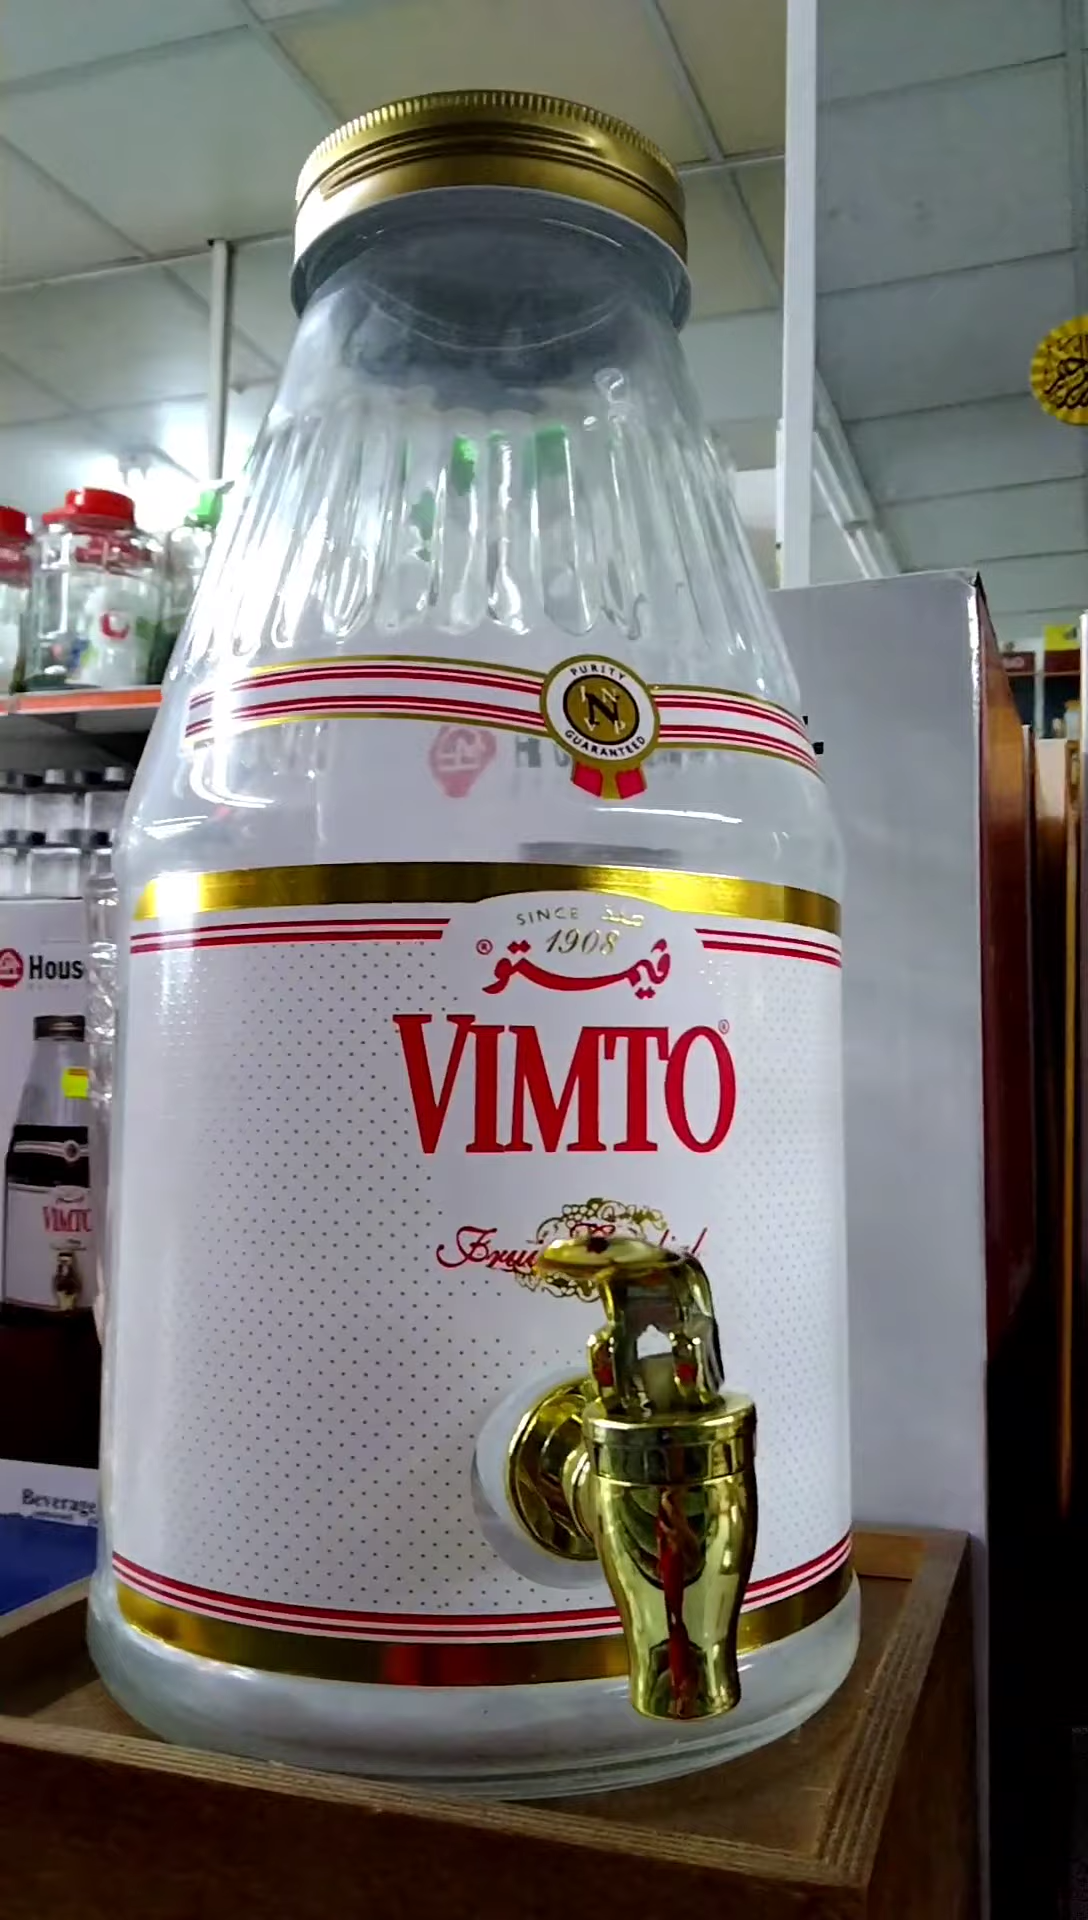 PURITY
N
GUARANTEED
SINCE منذ
1908
فيمتو
VIMTO
Hous
VIMTO
Beverage